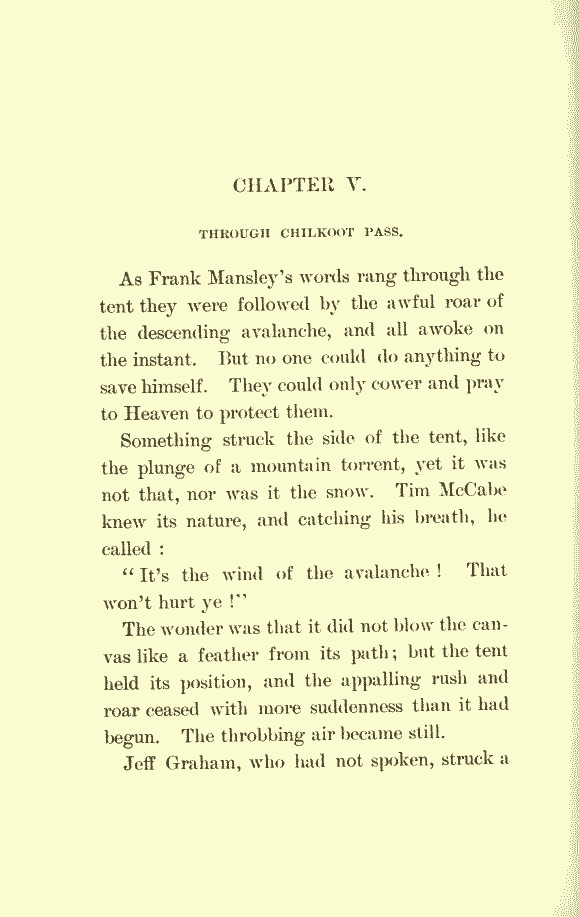 CHAPTER V.
THROUGH CHILKOOT PASS.
As Frank Mansley's words rang through the
tent they were followed by the awful roar of
the descending avalanche, and all awoke on
the instant. But no one could do anything to
save himself. They could only cower and pray
to Heaven to protect them.
Something struck the side of the tent, like
the plunge of a mountain torrent, yet it was
not that, nor was it the snow. Tim McCabe
knew its nature, and catching his breath, he
called :
" It's the wind of the avalanche ! That
won't hurt ye !"
The wonder was that it did not blow the can-
vas like a feather from its path; but the tent
held its position, and the appalling rush and
roar ceased with more suddenness than it had
begun. The throbbing air became still.
Jeff Graham, who had not spoken, struck a